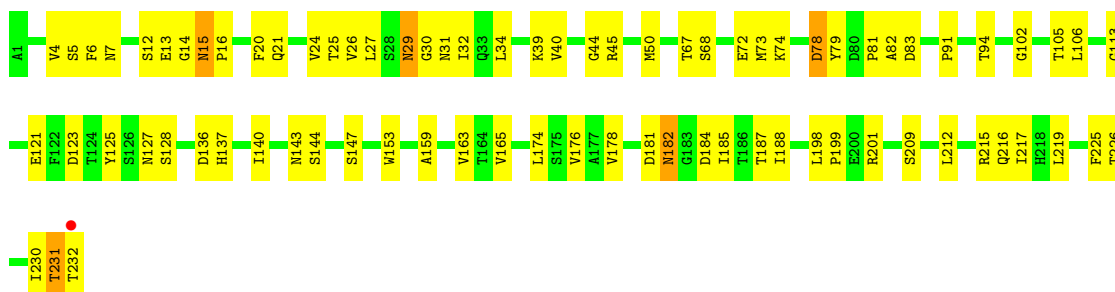 A1 V4 S5 F6 N7 S12 E13 G14 N15 P16 F20 Q21 V24 T25 V26 L27 S28 N29 G30 N31 I32 Q33 L34 K39 V40 G44 R45 M50 T67 S68 E72 M73 K74 D78 Y79 D80 P81 A82 D83 P91 T94 G102 T105 L106
E121 F122 D123 T124 Y125 S126 N127 S128 D136 H137 I140 N143 S144 S147 W153 A159 V163 T164 V165 L174 S175 V176 A177 V178 D181 N182 G183 D184 I185 T186 T187 I188 L198 P199 E200 R201 S209 L212 R215 Q216 I217 H218 L219 F225
I230 T231 T232